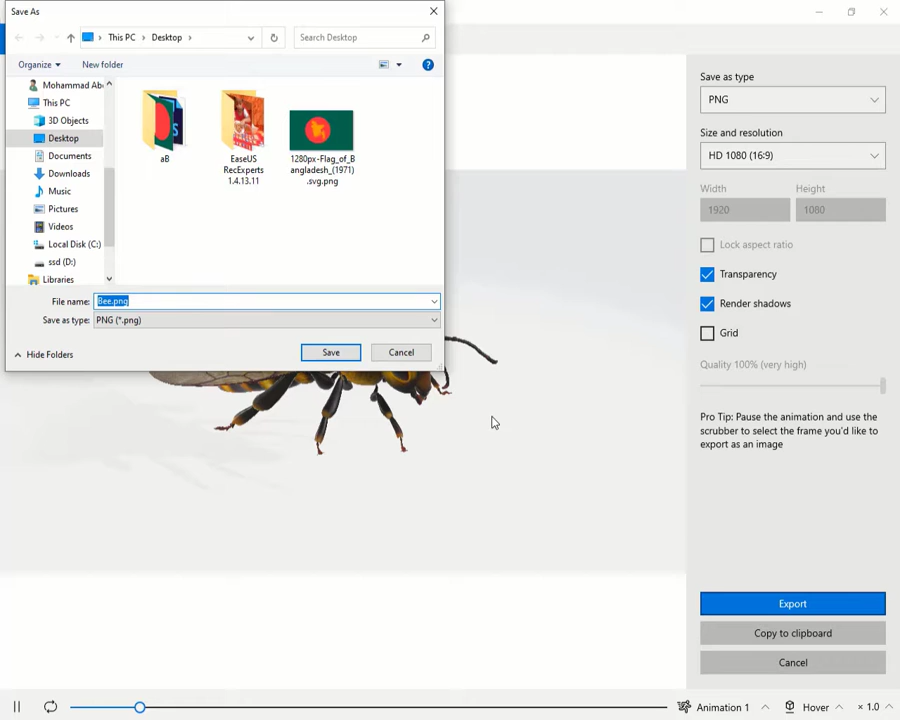 Save As
This PC > Desktop >
Search Desktop
Organize
New folder
Mohammad Ab
This PC
3D Objects
Desktop
Documents
Downloads
Music
Pictures
Videos
Local Disk (C:)
ssd (D:)
Libraries
aB
EaseUS
RecExperts
1.4.13.11
1280px-Flag_of_B
angladesh_(1971)
.svg.png
File name:
Bee.png
Save as type:
PNG (*.png)
Hide Folders
Save
Cancel
Save as type
PNG
Size and resolution
HD 1080 (16:9)
Width
Height
1920
1080
Lock aspect ratio
Transparency
Render shadows
Grid
Quality 100% (very high)
Pro Tip: Pause the animation and use the
scrubber to select the frame you'd like to
export as an image
Export
Copy to clipboard
Cancel
Animation 1
Hover
× 1.0